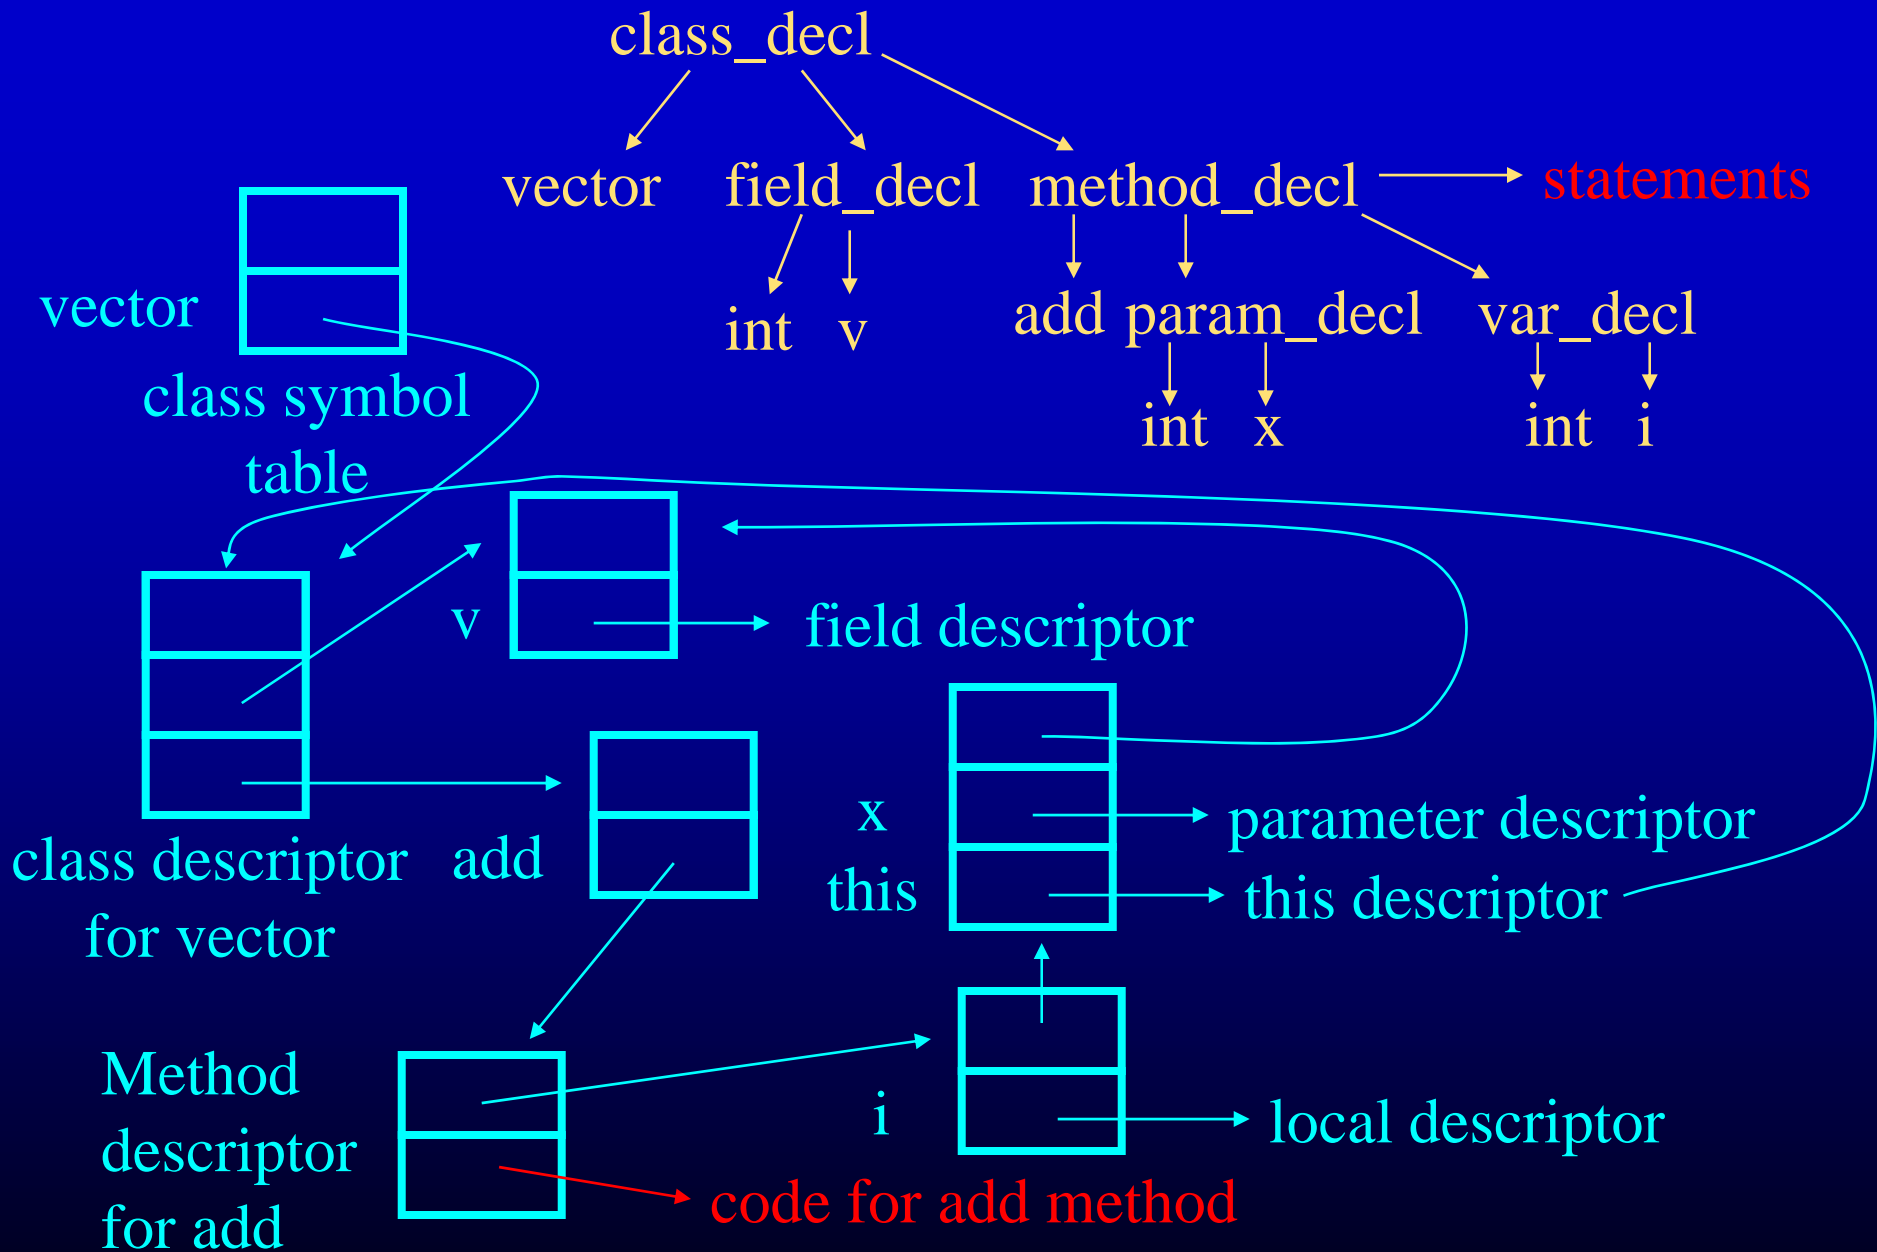 class_decl
vector field_decl method_decl statements
vector
int v
add param_decl var_decl
int x int i
class symbol
table
v
field descriptor
x
parameter descriptor
class descriptor
for vector
add
this
this descriptor
Method
descriptor
for add
i
local descriptor
code for add method